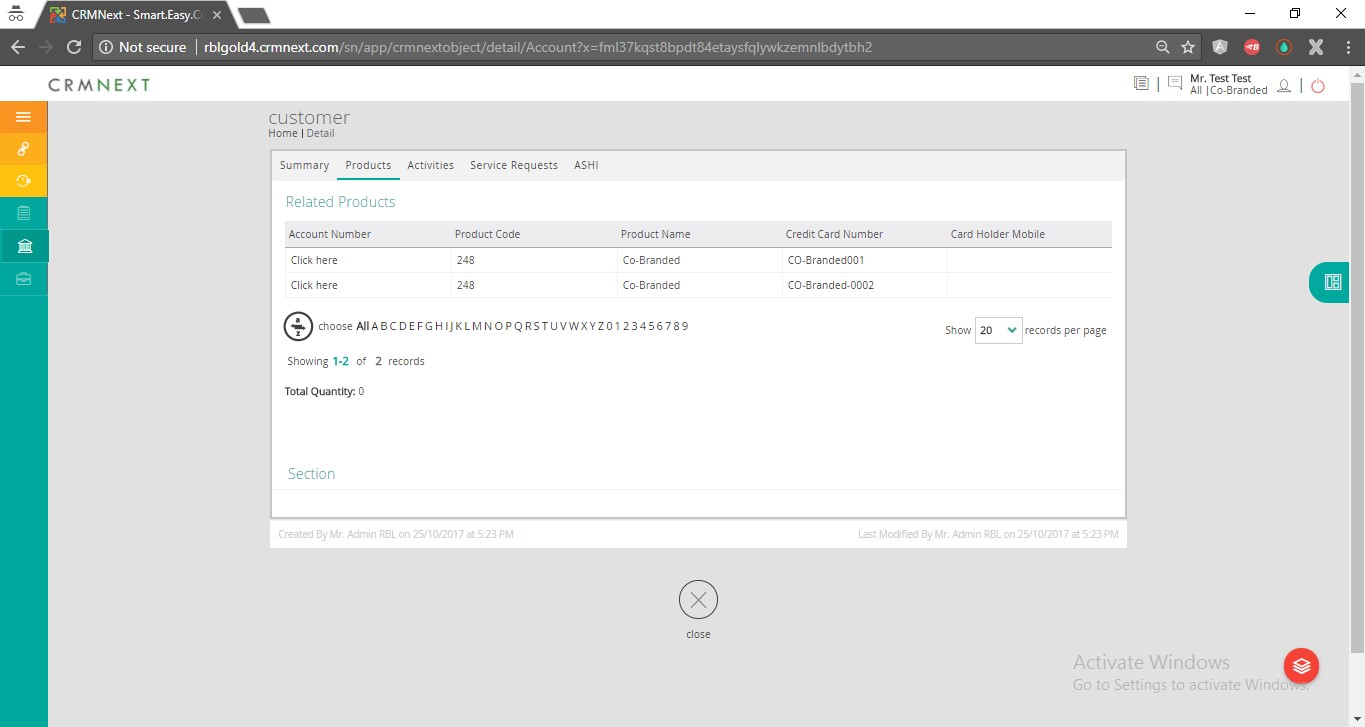 CRMNext - Smart.Easy.C
Not secure | rblgold4.crmnext.com/sn/app/crmnextobject/detail/Account?x=fml37kqst8bpdt84etaysfqlywkzemnlbdytbh2
CRMNEXT
Mr. Test Test
All |Co-Branded
customer
Home | Detail
Summary Products Activities Service Requests ASHI
Related Products
Account Number Product Code Product Name Credit Card Number Card Holder Mobile
Click here 248 Co-Branded CO-Branded001
Click here 248 Co-Branded CO-Branded-0002
a z choose All A B C D E F G H I J K L M N O P Q R S T U V W X Y Z 0 1 2 3 4 5 6 7 8 9
Show 20 records per page
Showing 1-2 of 2 records
Total Quantity: 0
Section
Created By Mr. Admin RBL on 25/10/2017 at 5:23 PM Last Modified By Mr. Admin RBL on 25/10/2017 at 5:23 PM
close
Activate Windows
Go to Settings to activate Windows.